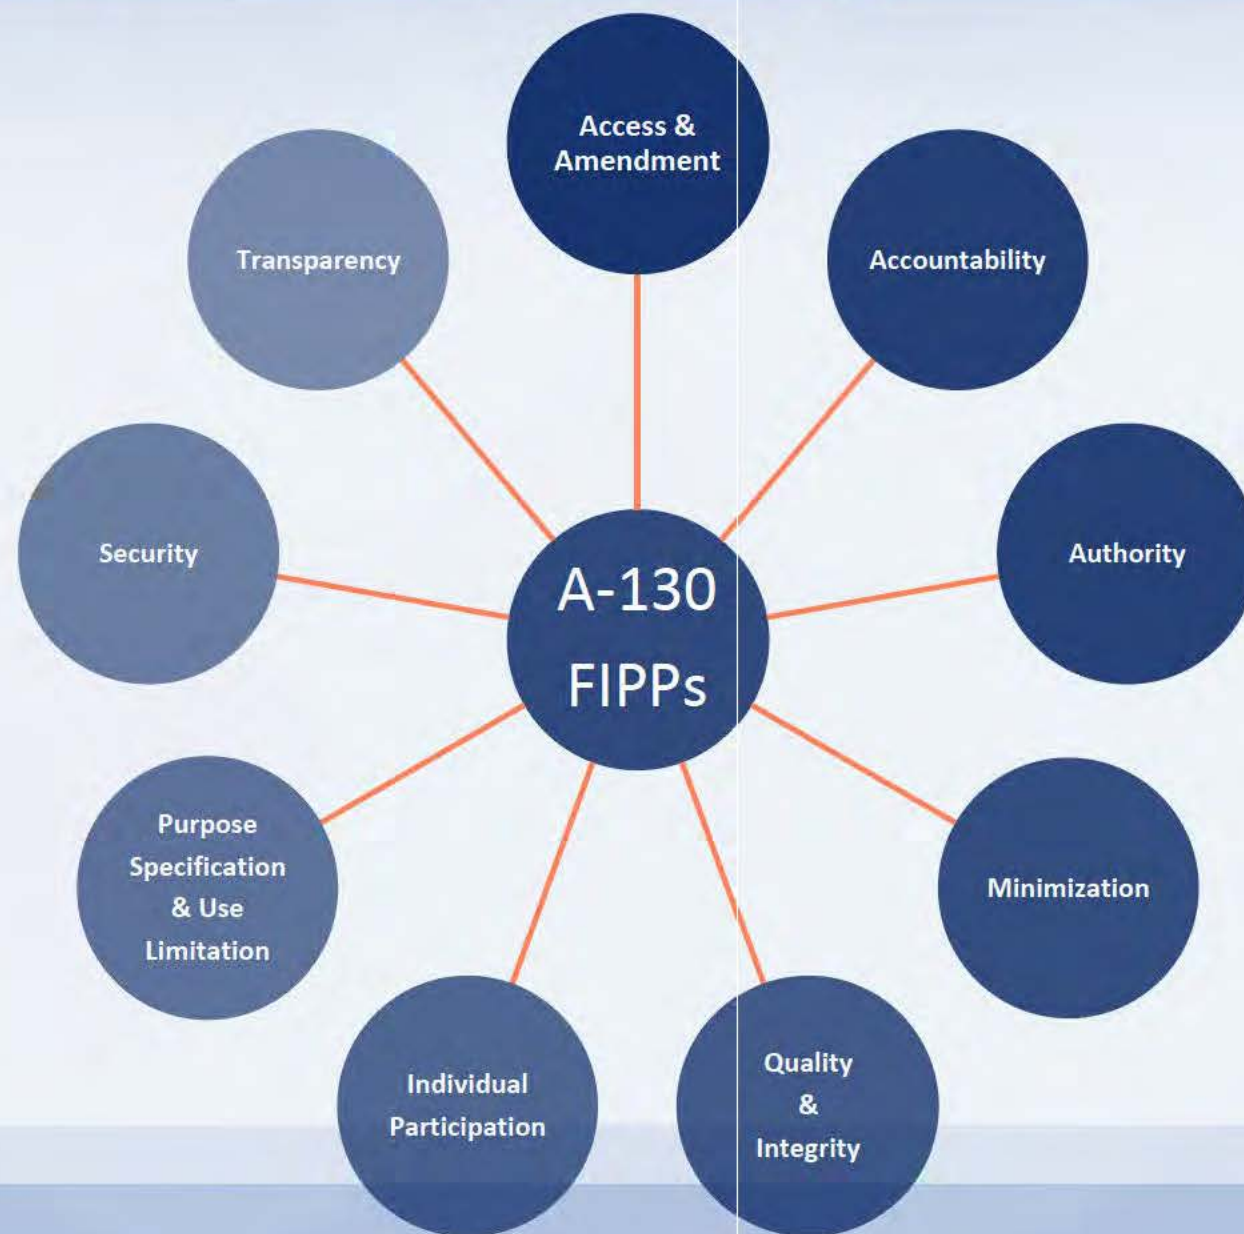 Access &
Amendment
Accountability
Authority
Minimization
Quality
&
Integrity
Individual
Participation
Purpose
Specification
& Use
Limitation
Security
Transparency
A-130
FIPPs